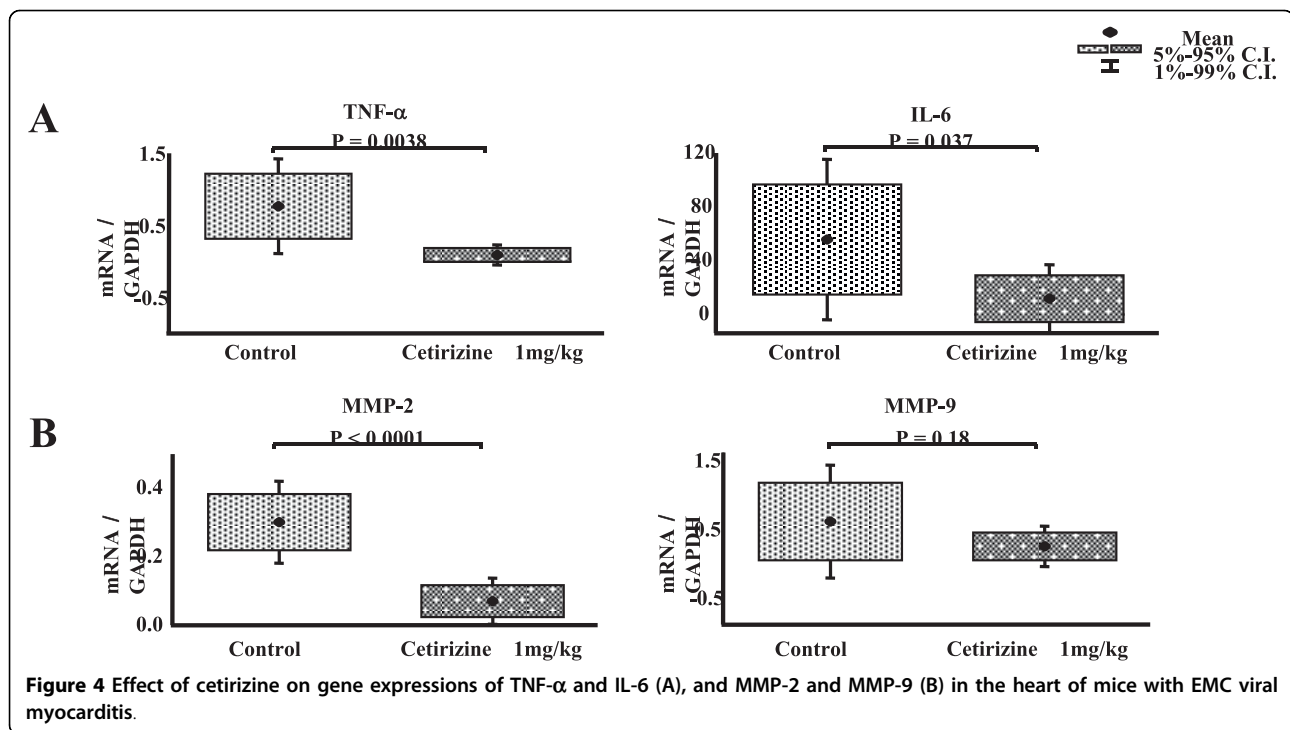 Mean
5%-95% C.I.
1%-99% C.I.
A
TNF-α
P = 0.0038
1.5
0.5
-0.5
mRNA /
GAPDH
Control
Cetirizine 1mg/kg
IL-6
P = 0.037
120
80
40
0
mRNA /
GAPDH
Control
Cetirizine 1mg/kg
B
MMP-2
P < 0.0001
0.4
0.2
0.0
mRNA /
GAPDH
Control
Cetirizine 1mg/kg
MMP-9
P = 0.18
1.5
0.5
-0.5
mRNA /
GAPDH
Control
Cetirizine 1mg/kg
Figure 4 Effect of cetirizine on gene expressions of TNF-α and IL-6 (A), and MMP-2 and MMP-9 (B) in the heart of mice with EMC viral
myocarditis.